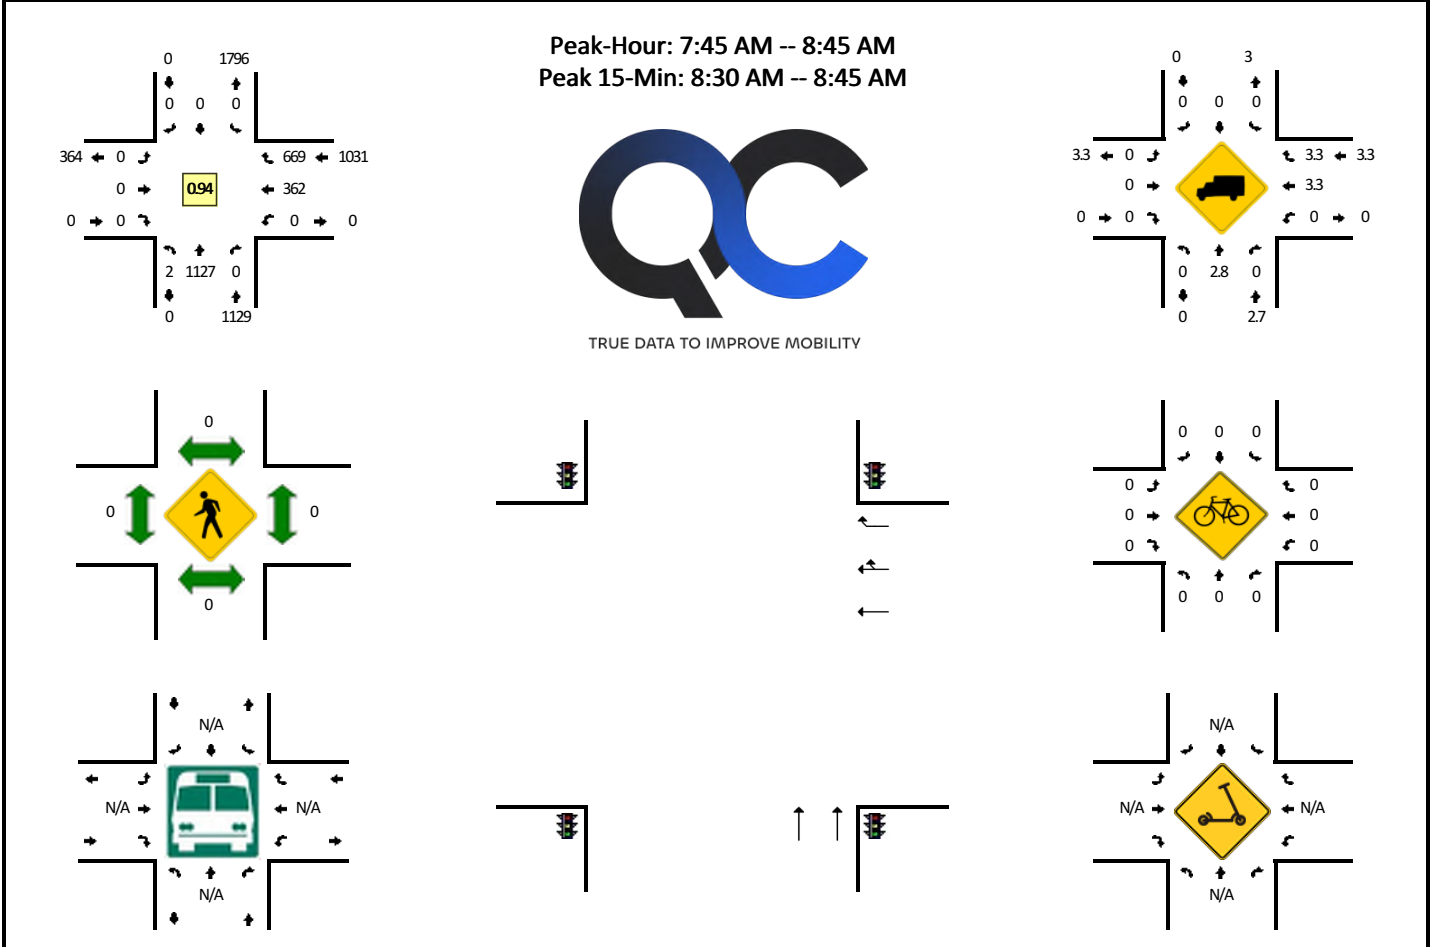 Peak-Hour: 7:45 AM -- 8:45 AM
Peak 15-Min: 8:30 AM -- 8:45 AM
0 1796
0 0 0
364 0 669 1031
0 0.94 362
0 0 0 0
2 1127 0
0 1129
QC
TRUE DATA TO IMPROVE MOBILITY
0 3
0 0 0
3.3 0 3.3 3.3
0 3.3
0 0 0 0
0 2.8 0
0 2.7
0
0 0
0
0 0 0
0 0
0 0
0 0
0 0 0
N/A
N/A N/A
N/A
N/A
N/A N/A
N/A